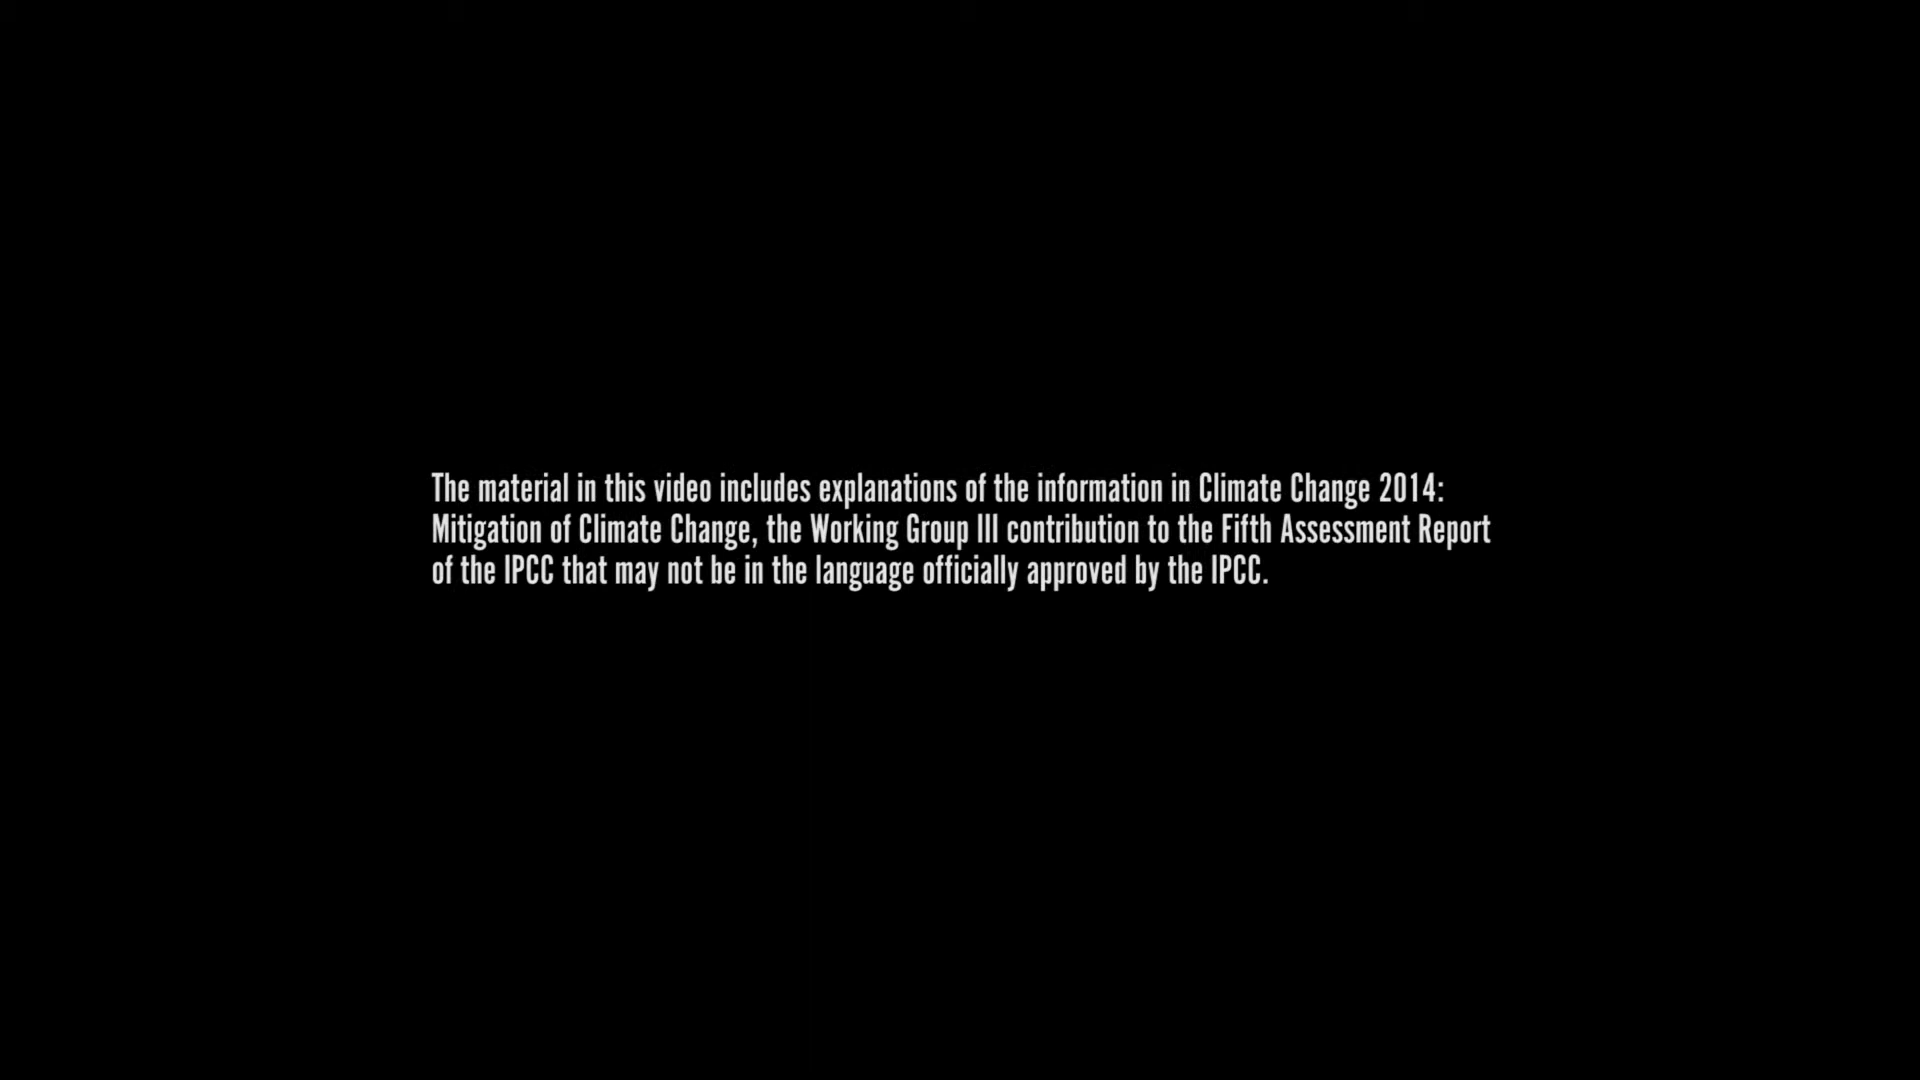 The material in this video includes explanations of the information in Climate Change 2014:
Mitigation of Climate Change, the Working Group III contribution to the Fifth Assessment Report
of the IPCC that may not be in the language officially approved by the IPCC.